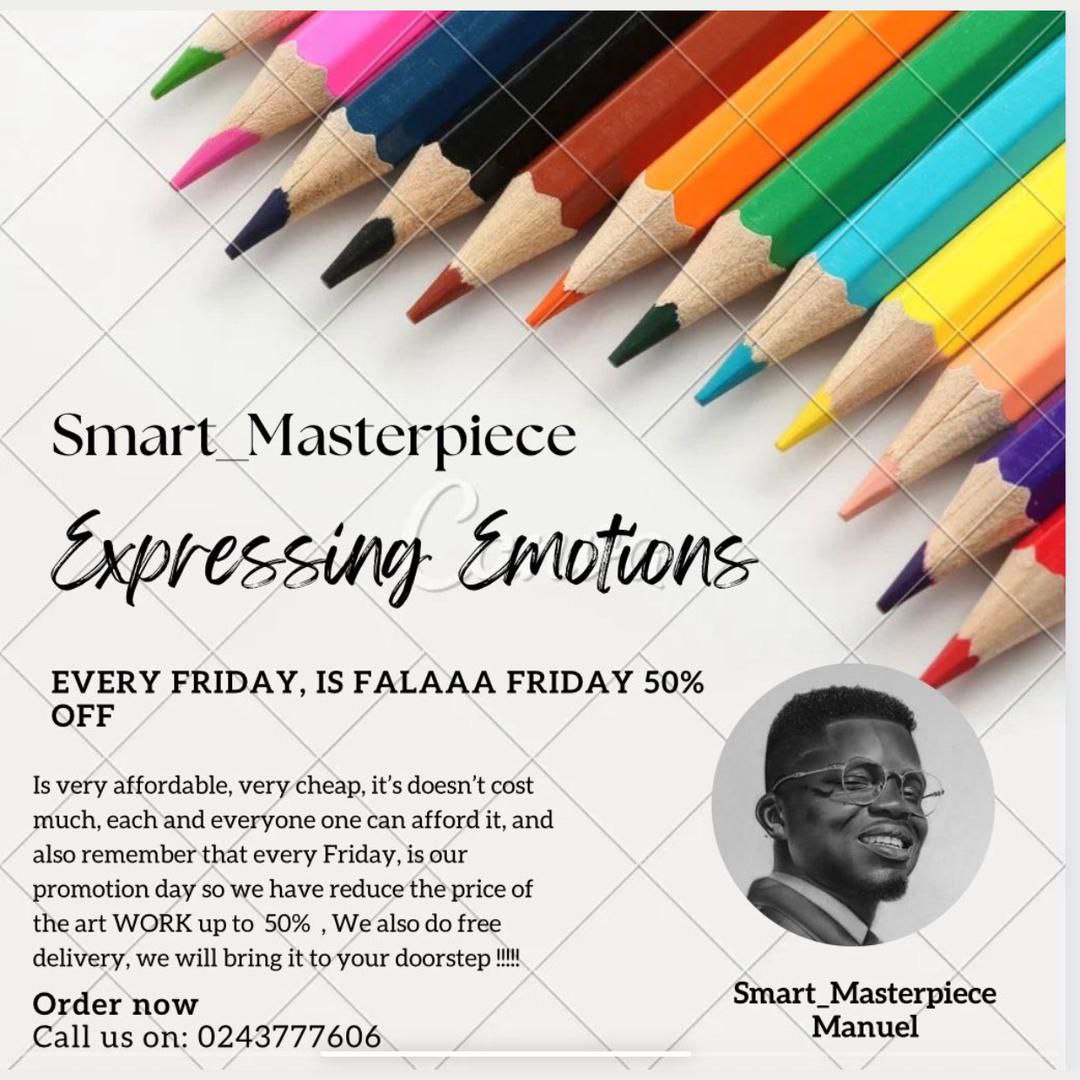 Smart_Masterpiece
Expressing Emotions
EVERY FRIDAY, IS FALAAA FRIDAY 50%
OFF
Is very affordable, very cheap, it's doesn't cost
much, each and everyone one can afford it, and
also remember that every Friday, is our
promotion day so we have reduce the price of
the art WORK up to  50%  , We also do free
delivery, we will bring it to your doorstep !!!!!
Order now
Call us on: 0243777606
Smart_Masterpiece
Manuel